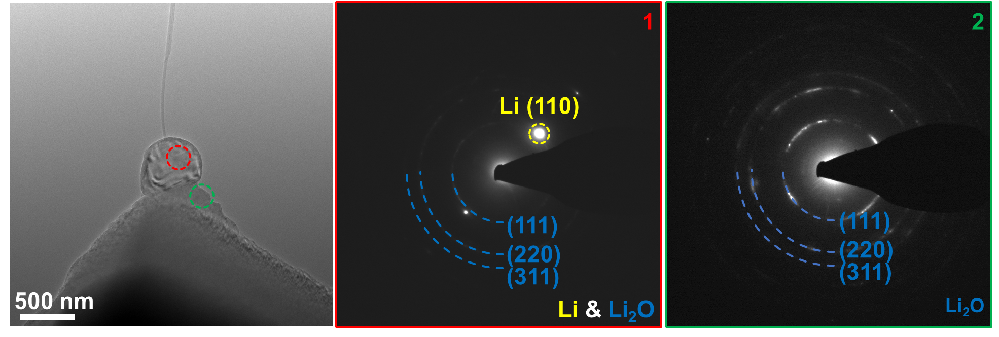 500 nm
1
Li (110)
(111)
(220)
(311)
Li & Li₂O
2
(111)
(220)
(311)
Li₂O